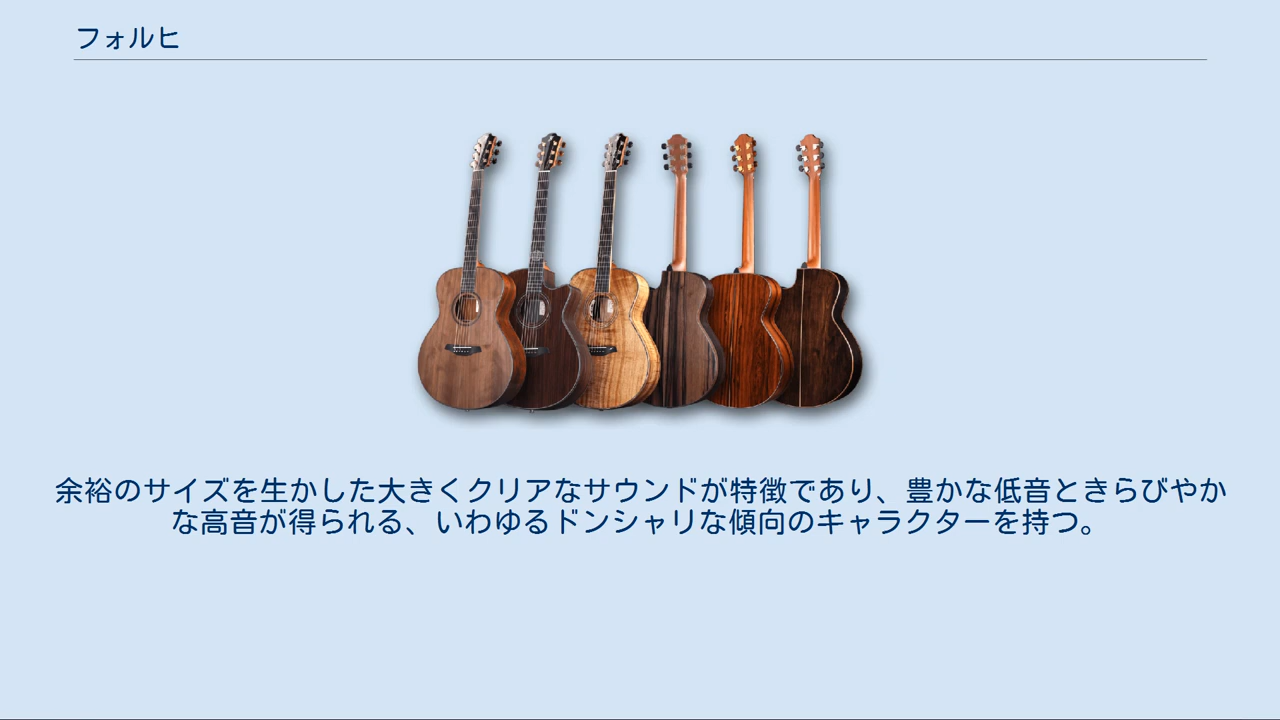 フォルヒ
余裕のサイズを生かした大きくクリアなサウンドが特徴であり、豊かな低音ときらびやか
な高音が得られる、いわゆるドンシャリな傾向のキャラクターを持つ。